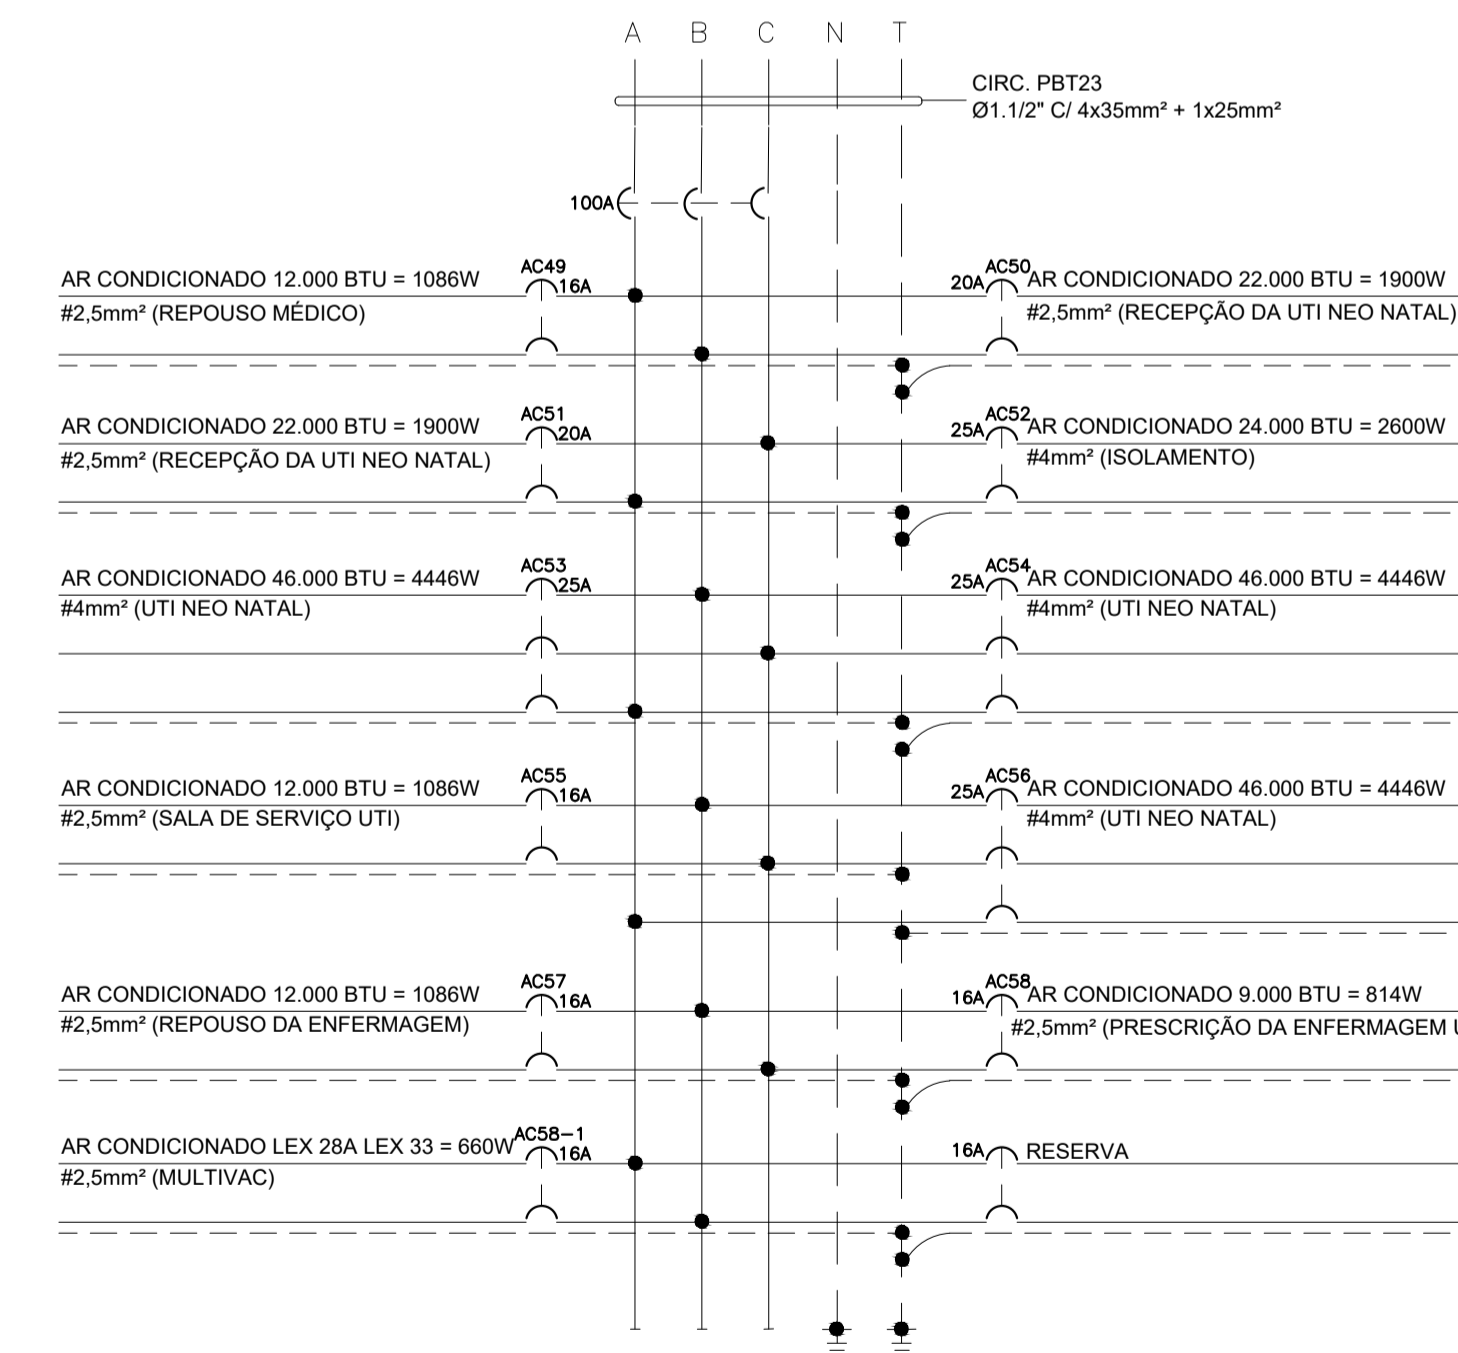 A B C N T
CIRC. PBT23
Ø1.1/2" C/ 4x35mm² + 1x25mm²
100A
AR CONDICIONADO 12.000 BTU = 1086W
AC49
16A
#2,5mm² (REPOUSO MÉDICO)
20A
AC50
AR CONDICIONADO 22.000 BTU = 1900W
#2,5mm² (RECEPÇÃO DA UTI NEO NATAL)
AR CONDICIONADO 22.000 BTU = 1900W
AC51
20A
#2,5mm² (RECEPÇÃO DA UTI NEO NATAL)
25A
AC52
AR CONDICIONADO 24.000 BTU = 2600W
#4mm² (ISOLAMENTO)
AR CONDICIONADO 46.000 BTU = 4446W
AC53
25A
#4mm² (UTI NEO NATAL)
25A
AC54
AR CONDICIONADO 46.000 BTU = 4446W
#4mm² (UTI NEO NATAL)
AR CONDICIONADO 12.000 BTU = 1086W
AC55
16A
#2,5mm² (SALA DE SERVIÇO UTI)
25A
AC56
AR CONDICIONADO 46.000 BTU = 4446W
#4mm² (UTI NEO NATAL)
AR CONDICIONADO 12.000 BTU = 1086W
AC57
16A
#2,5mm² (REPOUSO DA ENFERMAGEM)
16A
AC58
AR CONDICIONADO 9.000 BTU = 814W
#2,5mm² (PRESCRIÇÃO DA ENFERMAGEM
AR CONDICIONADO LEX 28A LEX 33 = 660W
AC58-1
16A
#2,5mm² (MULTIVAC)
16A
RESERVA